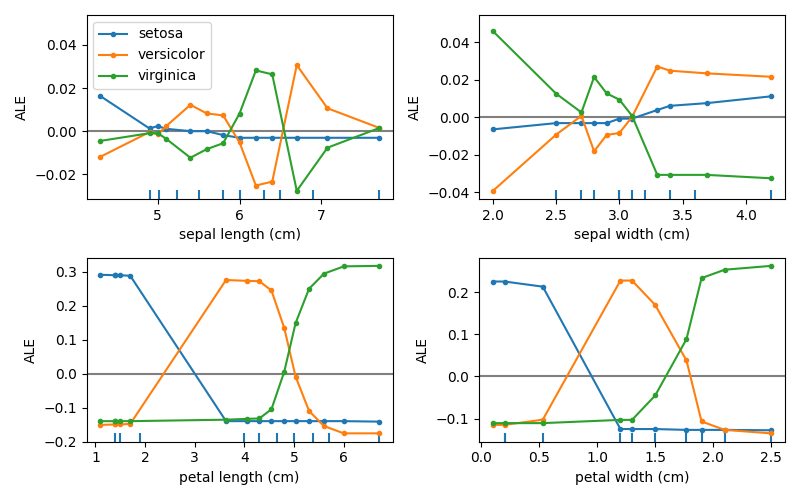 setosa
versicolor
virginica
ALE
0.04
0.02
0.00
−0.02
5 6 7
sepal length (cm)
ALE
0.04
0.02
0.00
−0.02
−0.04
2.0 2.5 3.0 3.5 4.0
sepal width (cm)
ALE
0.3
0.2
0.1
0.0
−0.1
−0.2
1 2 3 4 5 6
petal length (cm)
ALE
0.2
0.1
0.0
−0.1
0.0 0.5 1.0 1.5 2.0 2.5
petal width (cm)